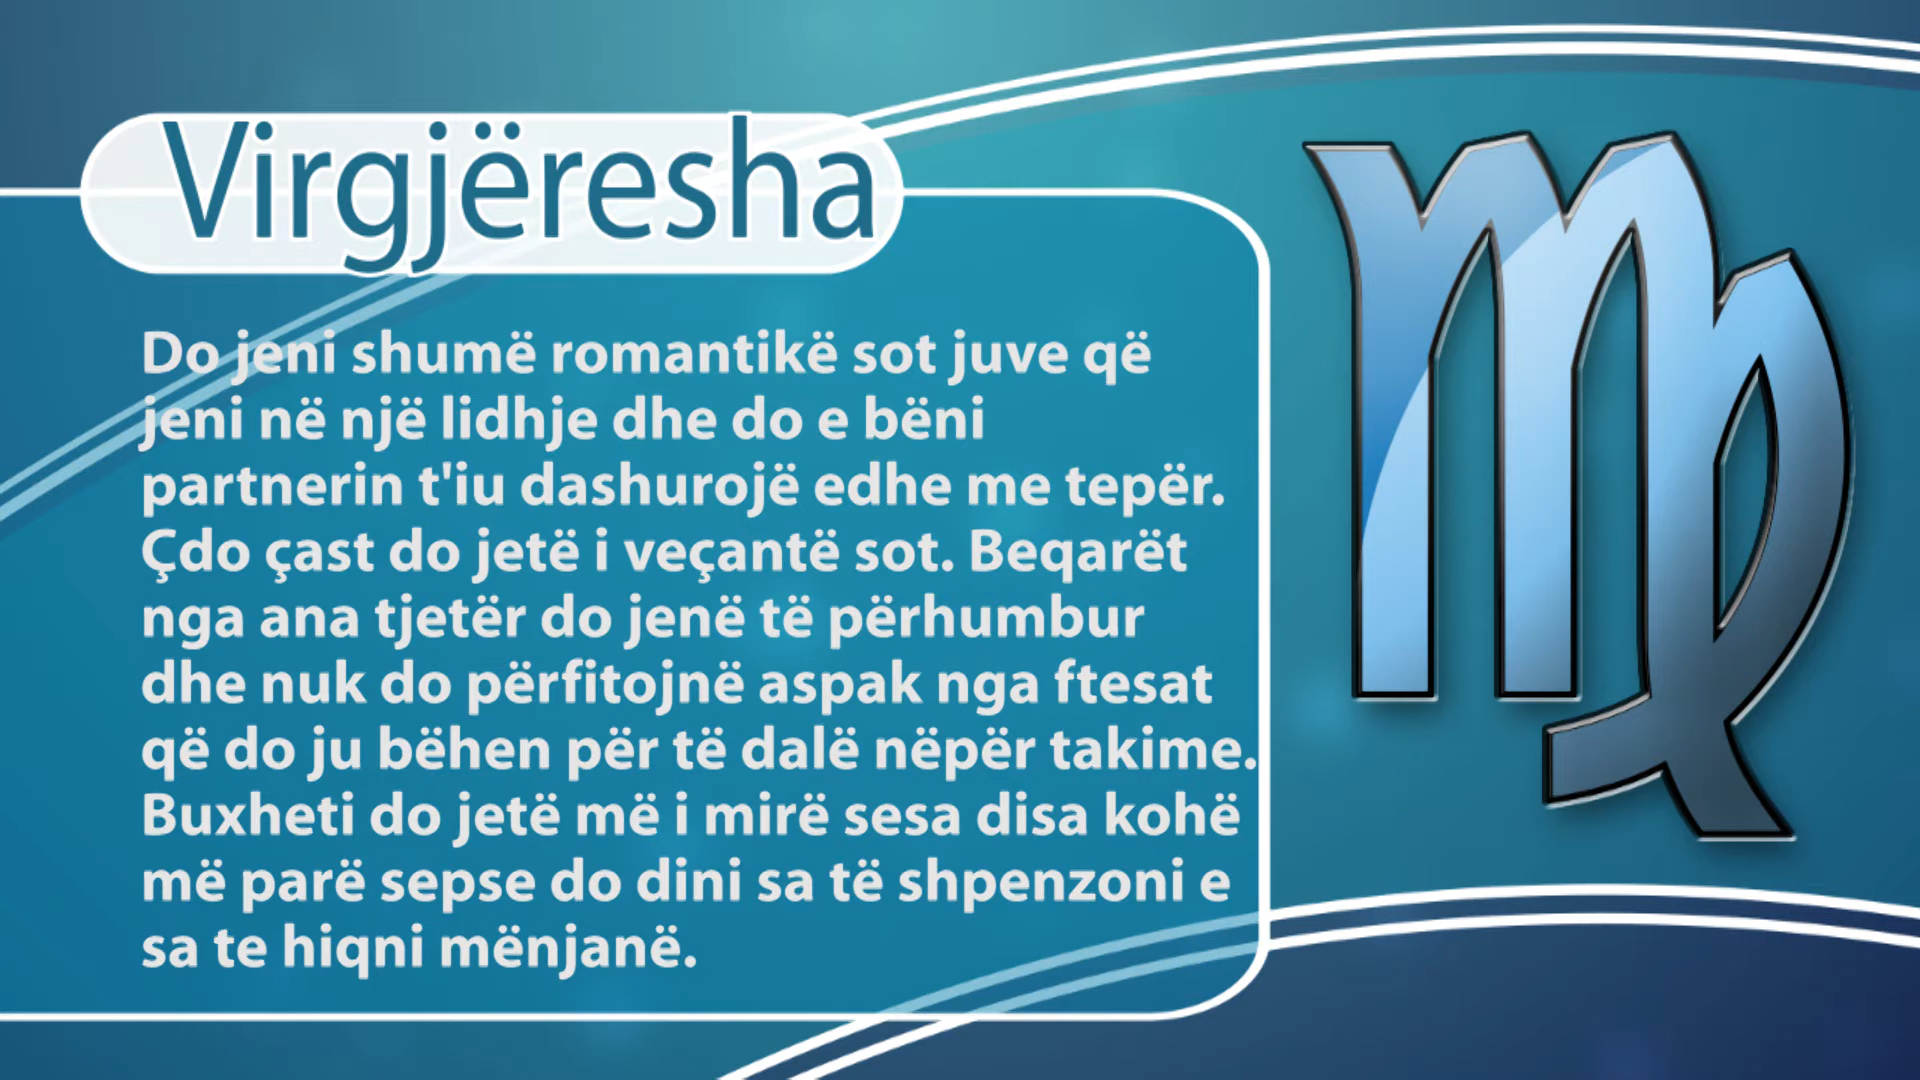 Virgjëresha
Do jeni shumë romantikë sot juve që
jeni në një lidhje dhe do e bëni
partnerin t'iu dashurojë edhe me tepër.
Çdo çast do jetë i veçantë sot. Beqarët
nga ana tjetër do jenë të përhumbur
dhe nuk do përfitojnë aspak nga ftesat
që do ju bëhen për të dalë nëpër takime.
Buxheti do jetë më i mirë sesa disa kohë
më parë sepse do dini sa të shpenzoni e
sa te hiqni mënjanë.